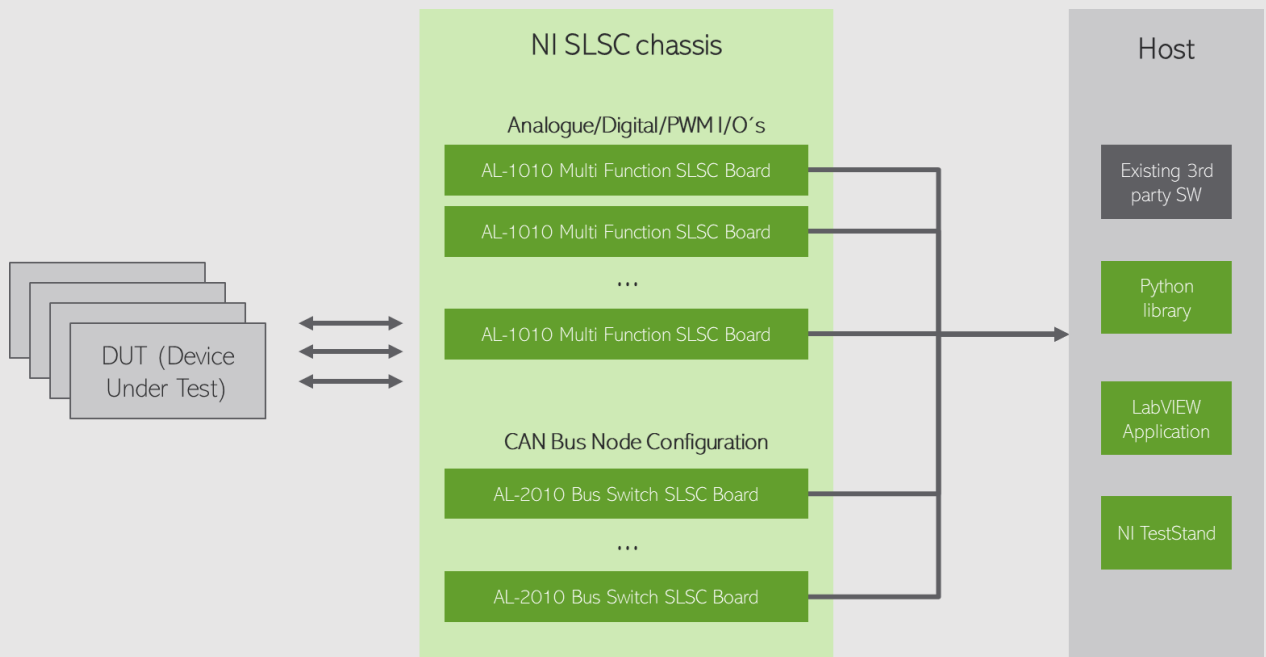 NI SLSC chassis
Host
Analogue/Digital/PWM I/O´s
AL-1010 Multi Function SLSC Board
AL-1010 Multi Function SLSC Board
...
AL-1010 Multi Function SLSC Board
DUT (Device
Under Test)
CAN Bus Node Configuration
AL-2010 Bus Switch SLSC Board
...
AL-2010 Bus Switch SLSC Board
Existing 3rd
party SW
Python
library
LabVIEW
Application
NI TestStand